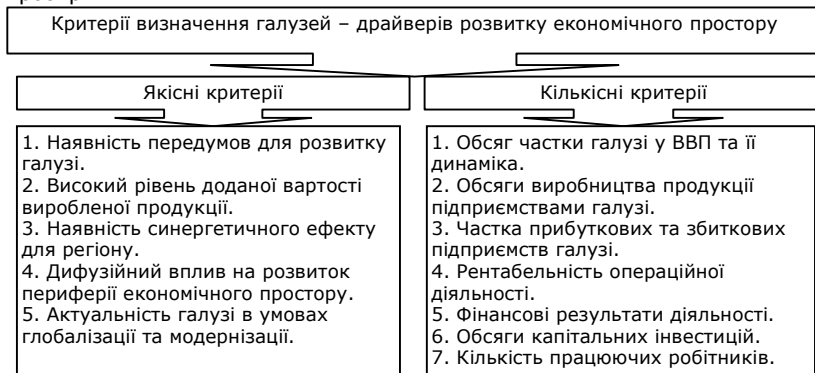 Критерії визначення галузей – драйверів розвитку економічного простору
Якісні критерії
1. Наявність передумов для розвитку
галузі.
2. Високий рівень доданої вартості
виробленої продукції.
3. Наявність синергетичного ефекту
для регіону.
4. Дифузійний вплив на розвиток
периферії економічного простору.
5. Актуальність галузі в умовах
глобалізації та модернізації.
Кількісні критерії
1. Обсяг частки галузі у ВВП та її
динаміка.
2. Обсяги виробництва продукції
підприємствами галузі.
3. Частка прибуткових та збиткових
підприємств галузі.
4. Рентабельність операційної
діяльності.
5. Фінансові результати діяльності.
6. Обсяги капітальних інвестицій.
7. Кількість працюючих робітників.